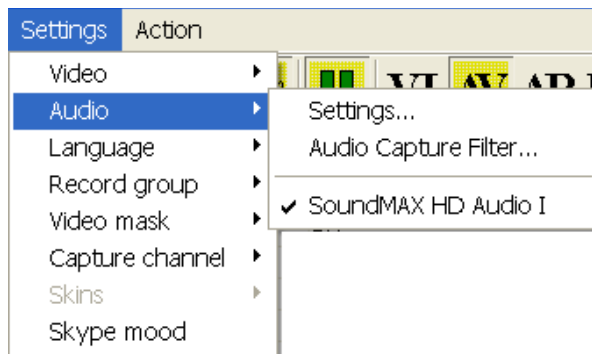 Settings Action
Video
Audio
Language
Record group
Video mask
Capture channel
Skins
Skype mood
Settings...
Audio Capture Filter...
SoundMAX HD Audio I